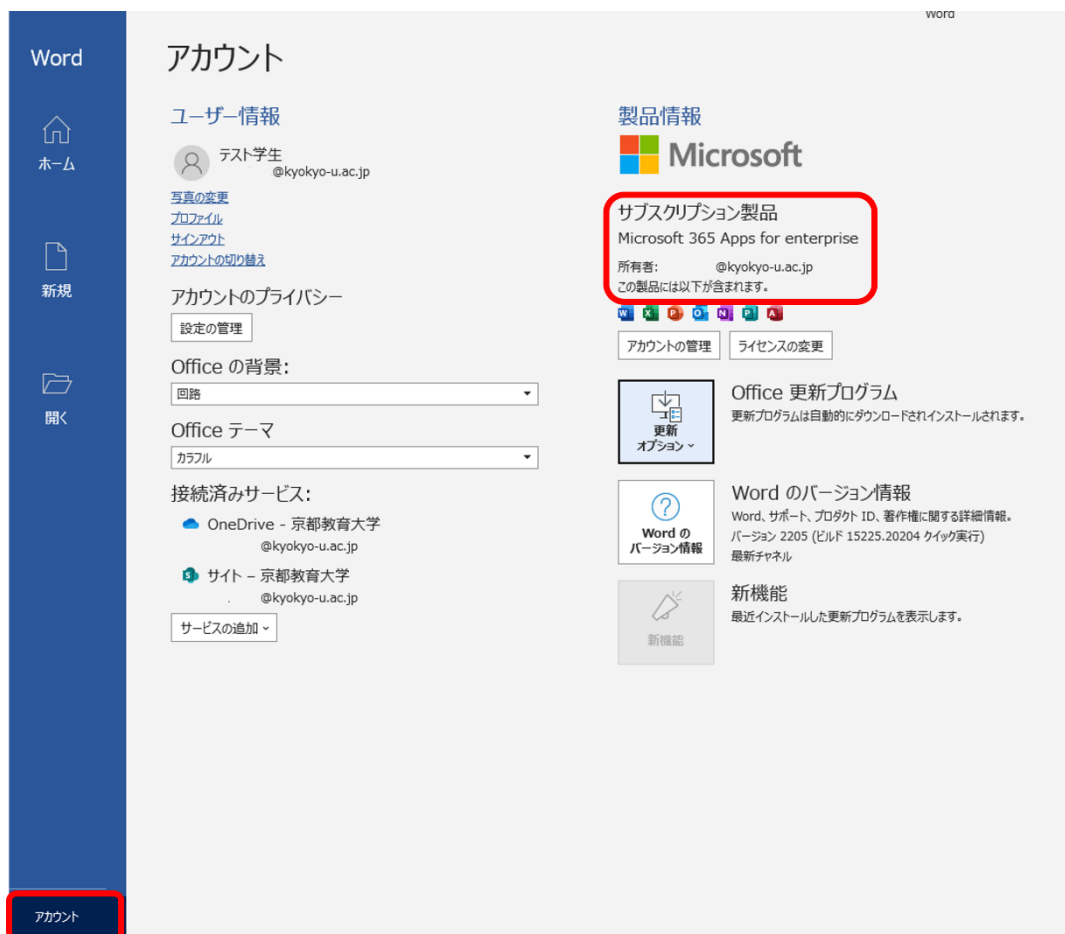 Word
Word
ホーム
新規
開く
アカウント
アカウント
ユーザー情報
テスト学生
@kyokyo-u.ac.jp
写真の変更
プロファイル
サインアウト
アカウントの切り替え
アカウントのプライバシー
設定の管理
Office の背景:
回路
Office テーマ
カラフル
接続済みサービス:
OneDrive - 京都教育大学
@kyokyo-u.ac.jp
サイト – 京都教育大学
@kyokyo-u.ac.jp
サービスの追加
製品情報
Microsoft
サブスクリプション製品
Microsoft 365 Apps for enterprise
所有者: @kyokyo-u.ac.jp
この製品には以下が含まれます。
アカウントの管理 ライセンスの変更
更新
オプション
Office 更新プログラム
更新プログラムは自動的にダウンロードされインストールされます。
Word の
バージョン情報
Word のバージョン情報
Word、サポート、プロダクト ID、著作権に関する詳細情報。
バージョン 2205 (ビルド 15225.20204 クイック実行)
最新チャネル
新機能
新機能
最近インストールした更新プログラムを表示します。